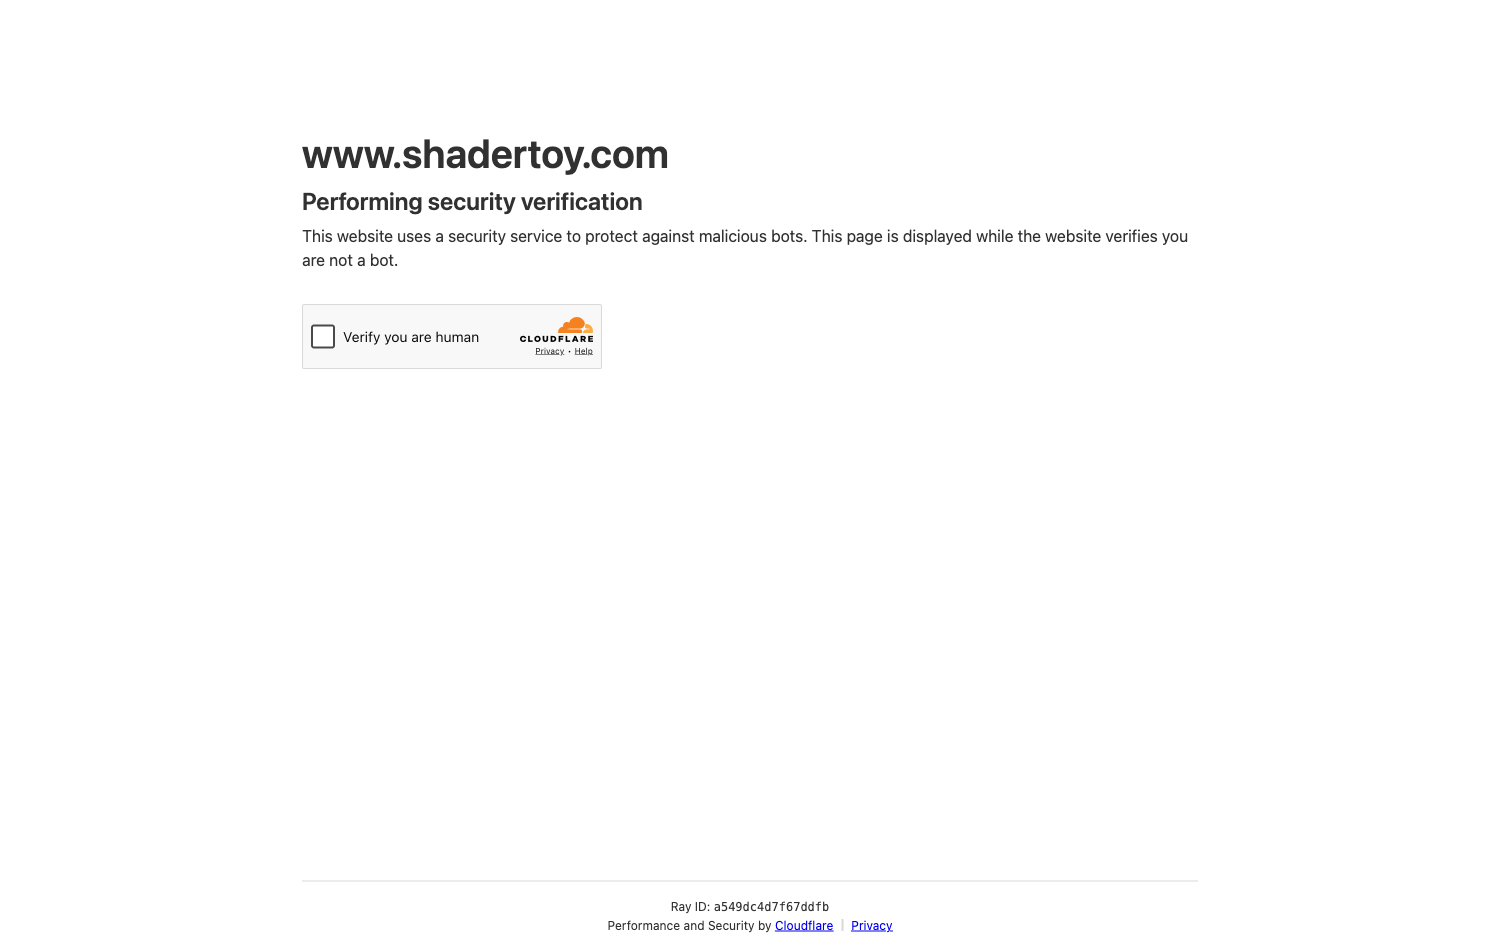 www.shadertoy.com
Performing security verification
This website uses a security service to protect against malicious bots. This page is displayed while the website verifies you
are not a bot.
Verify you are human
CLOUDFLARE
Privacy • Help
Ray ID: a549dc4d7f67ddfb
Performance and Security by Cloudflare | Privacy